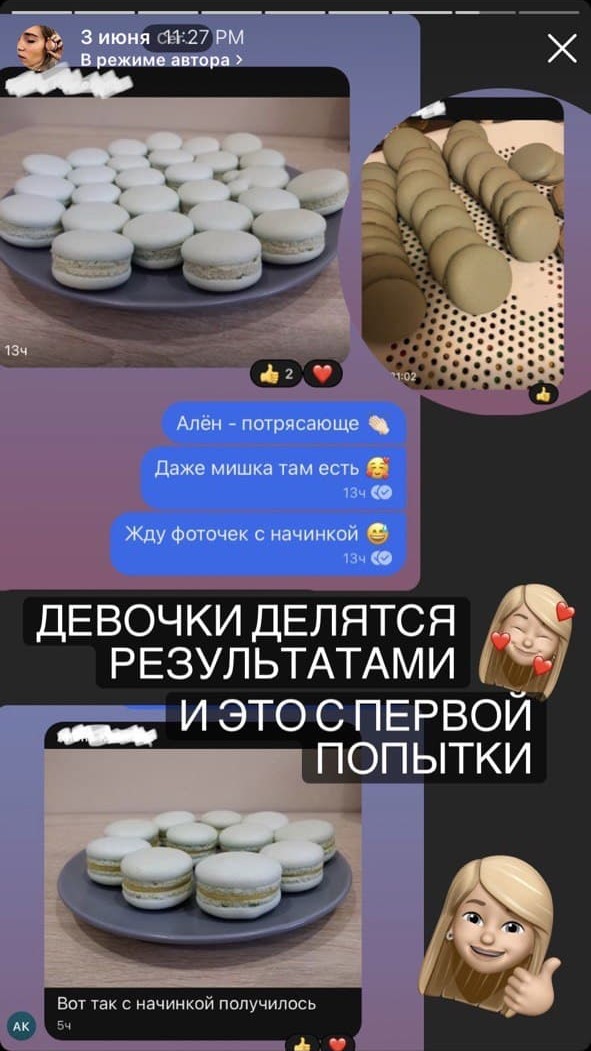 3 июня 11:27 PM
В режиме автора >
13ч
2
21:02
Алён - потрясающе
Даже мишка там есть
13ч
Жду фоточек с начинкой
13ч
ДЕВОЧКИ ДЕЛЯТСЯ
РЕЗУЛЬТАТАМИ
И ЭТО С ПЕРВОЙ
ПОПЫТКИ
Вот так с начинкой получилось
5ч
АК